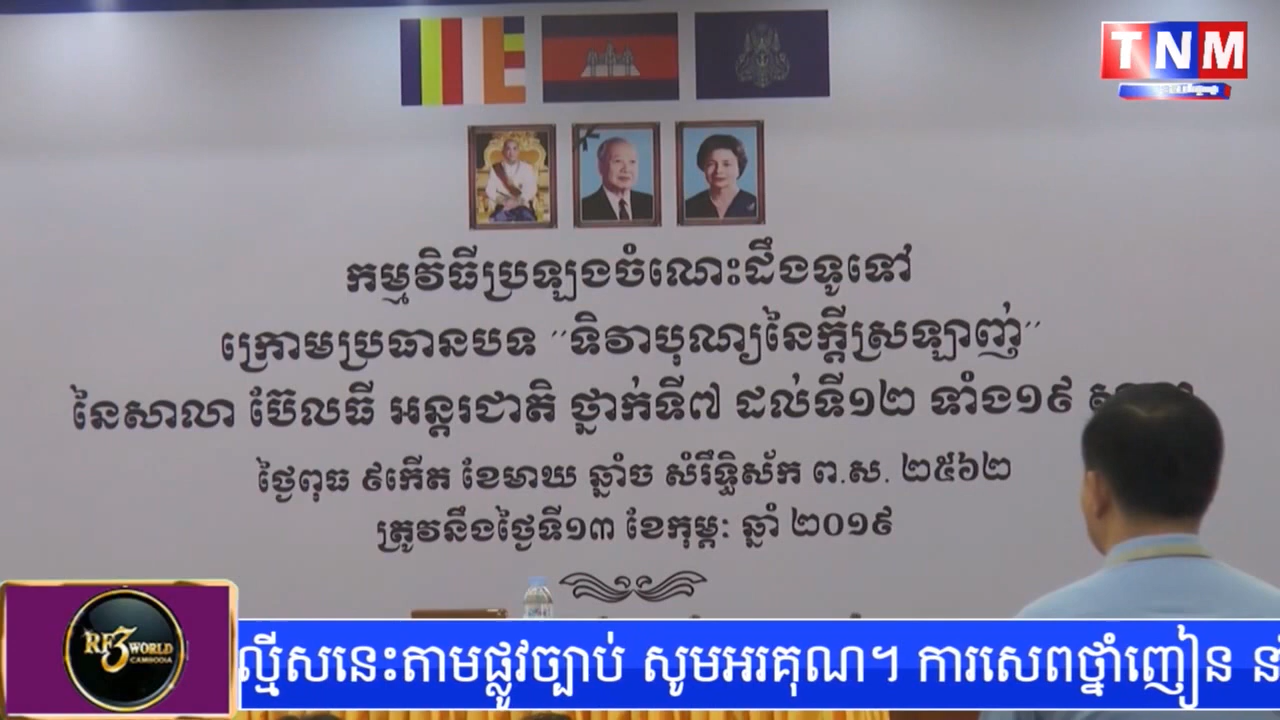 TNM
កម្មវិធីប្រឡងចំណេះដឹងទូទៅ
ក្រោមប្រធានបទ "ទិវាបុណ្យនៃក្ដីស្រឡាញ់"
នៃសាលា ប៊ែលធី អន្តរជាតិ ថ្នាក់ទី៧ ដល់ទី១២ ទាំង១៩
ថ្ងៃពុធ ៩កើត ខែមាឃ ឆ្នាំច សំរឹទ្ធិស័ក ព.ស. ២៥៦២
ត្រូវនឹងថ្ងៃទី១៣ ខែកុម្ភៈ ឆ្នាំ ២០១៩
RF3 WORLD
CAMBODIA
ល្មើសនេះតាមផ្លូវច្បាប់ សូមអរគុណ។ ការសេពថ្នាំញៀន